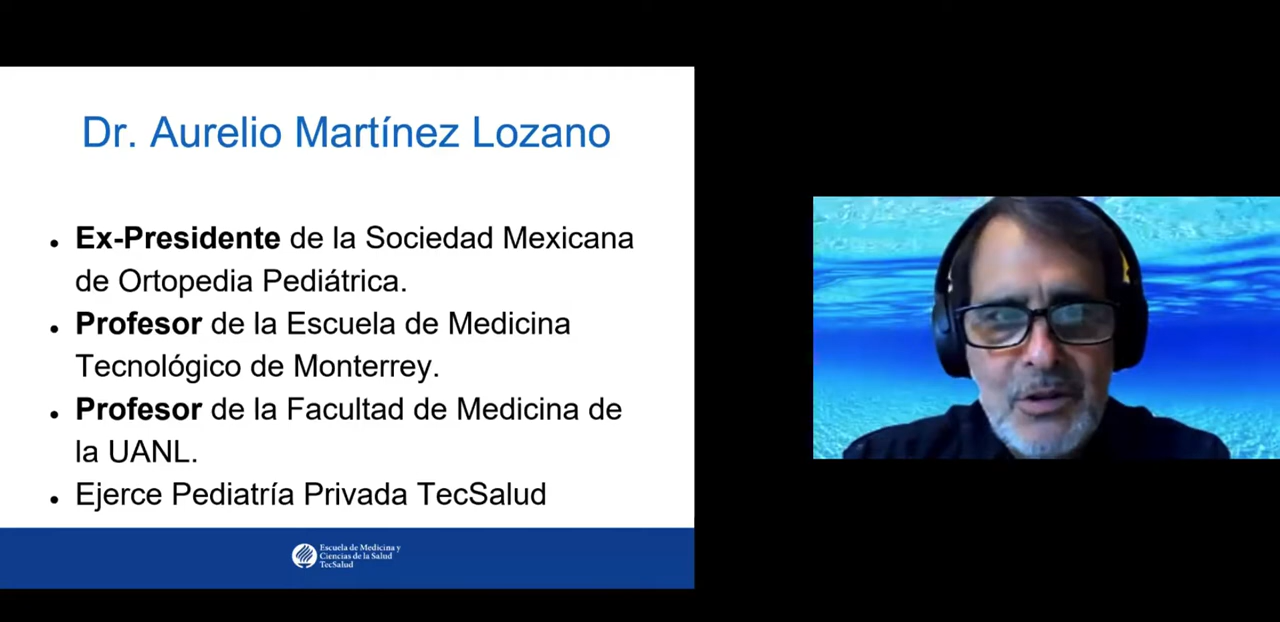 Dr. Aurelio Martínez Lozano
• Ex-Presidente de la Sociedad Mexicana
de Ortopedia Pediátrica.
• Profesor de la Escuela de Medicina
Tecnológico de Monterrey.
• Profesor de la Facultad de Medicina de
la UANL.
• Ejerce Pediatría Privada TecSalud
Escuela de Medicina y
Ciencias de la Salud
TecSalud